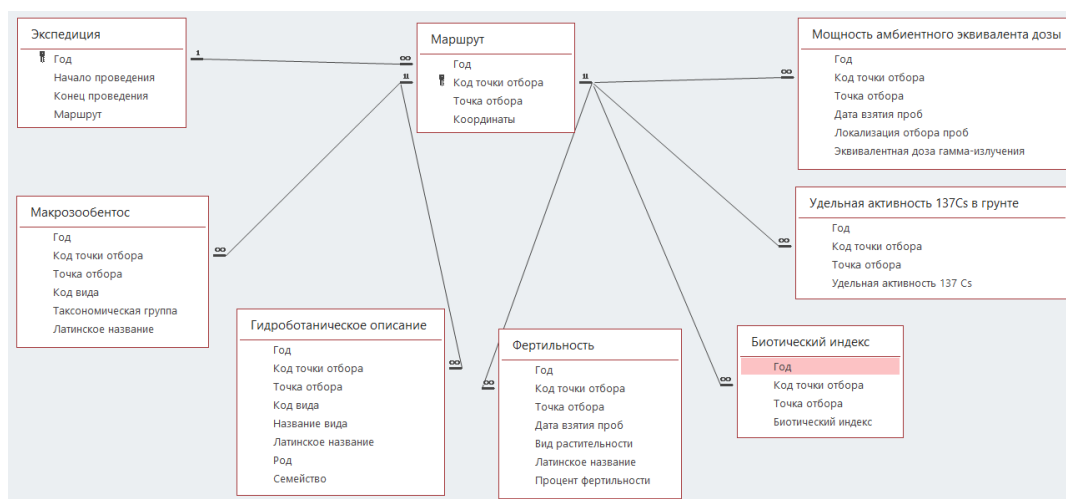 Экспедиция
Год
Начало проведения
Конец проведения
Маршрут
1
∞
Маршрут
Год
Код точки отбора
Точка отбора
Координаты
Мощность амбиентного эквивалента дозы
Год
Код точки отбора
Точка отбора
Дата взятия проб
Локализация отбора проб
Эквивалентная доза гамма-излучения
∞
Макрозообентос
Год
Код точки отбора
Точка отбора
Код вида
Таксономическая группа
Латинское название
∞
Удельная активность 137Cs в грунте
Год
Код точки отбора
Точка отбора
Удельная активность 137 Cs
∞
Гидроботаническое описание
Год
Код точки отбора
Точка отбора
Код вида
Название вида
Латинское название
Род
Семейство
∞
Фертильность
Год
Код точки отбора
Точка отбора
Дата взятия проб
Вид растительности
Латинское название
Процент фертильности
∞
Биотический индекс
Год
Код точки отбора
Точка отбора
Биотический индекс
∞